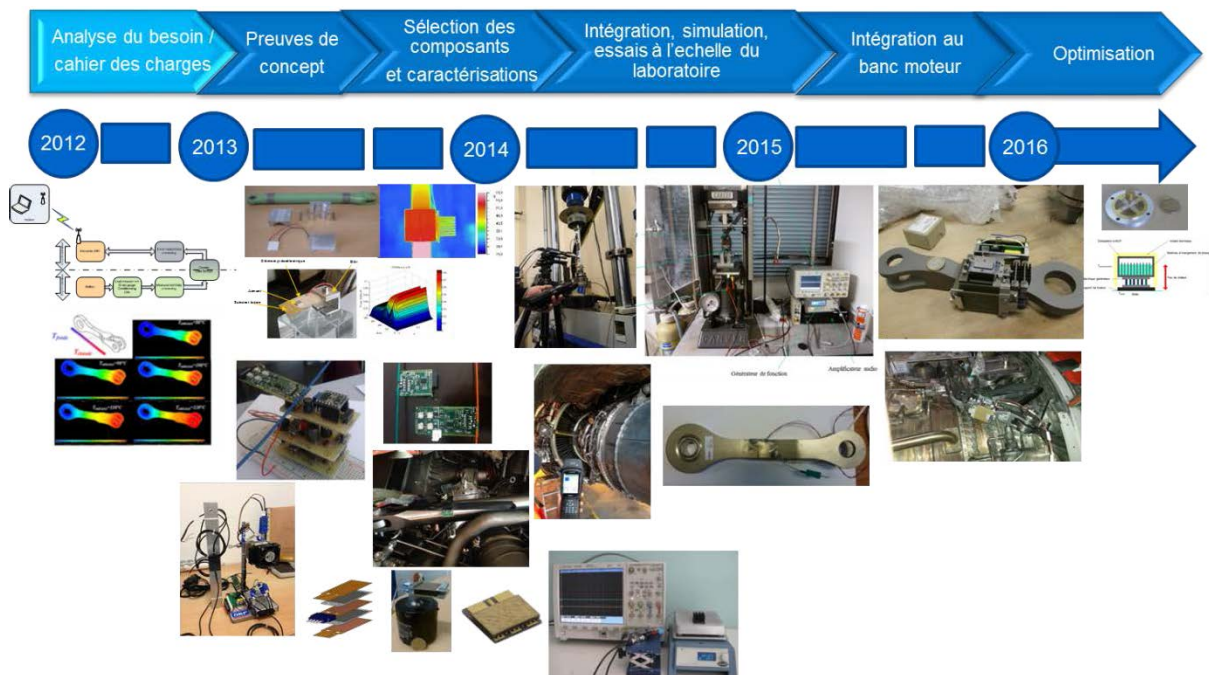 Analyse du besoin /
cahier des charges
Preuves de
concept
Sélection des
composants
et caractérisations
Intégration, simulation,
essais à l'echelle du
laboratoire
Intégration au
banc moteur
Optimisation
2012
2013
2014
2015
2016
Générateur de fonction
Amplificateur audio